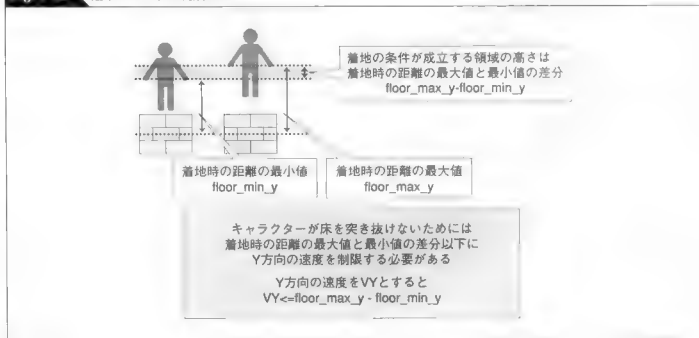 着地の条件が成立する領域の高さは
着地時の距離の最大値と最小値の差分
floor_max_y-floor_min_y
着地時の距離の最小値
floor_min_y
着地時の距離の最大値
floor_max_y
キャラクターが床を突き抜けないためには
着地時の距離の最大値と最小値の差分以下に
Y方向の速度を制限する必要がある
Y方向の速度をVYとすると
VY<=floor_max_y - floor_min_y